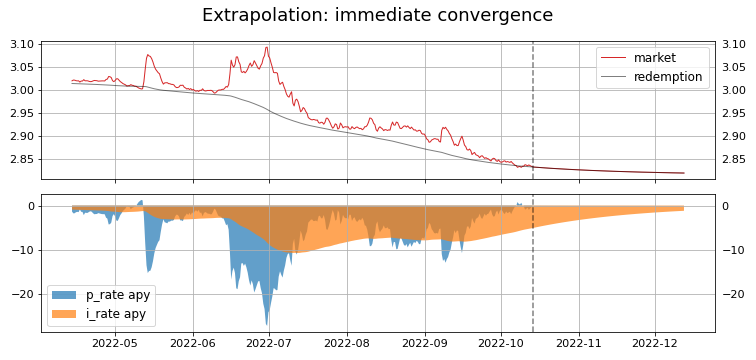 Extrapolation: immediate convergence
3.10 3.10
3.05 3.05
3.00 3.00
2.95 2.95
2.90 2.90
2.85 2.85
market
redemption
0 0
−10 −10
−20 −20
p_rate apy
i_rate apy
2022-05 2022-06 2022-07 2022-08 2022-09 2022-10 2022-11 2022-12